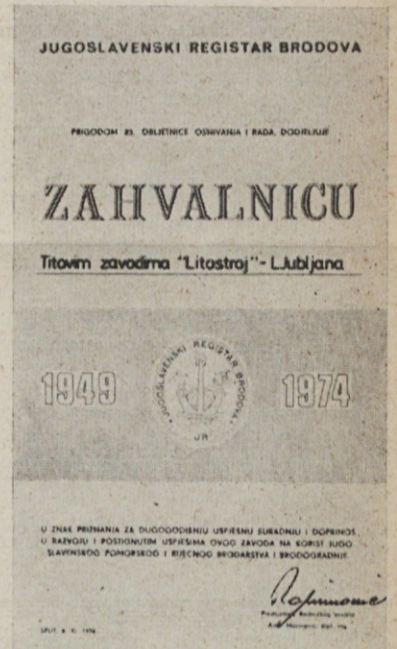 JUGOSLAVENSKI REGISTAR BRODOVA
PRIGODOM 25. OBLJETNICE OSNIVANJA I RADA, DODJELJUJE
ZAHVALNICU
Titovim zavodima "Litostroj" - LJubljana
1949
JUGOSLAVENSKI REGISTAR BRODOVA
JR
1974
U ZNAK PRIZNANJA ZA DUGOGODIŠNJU USPJEŠNU SURADNJU I DOPRINOS
U RAZVOJU I POSTIGNUTIM USPJESIMA OVOG ZAVODA NA KORIST JUGO
SLAVENSKOG POMORSKOG I RIJEČNOG BRODARSTVA I BRODOGRADNJE
SPLIT,